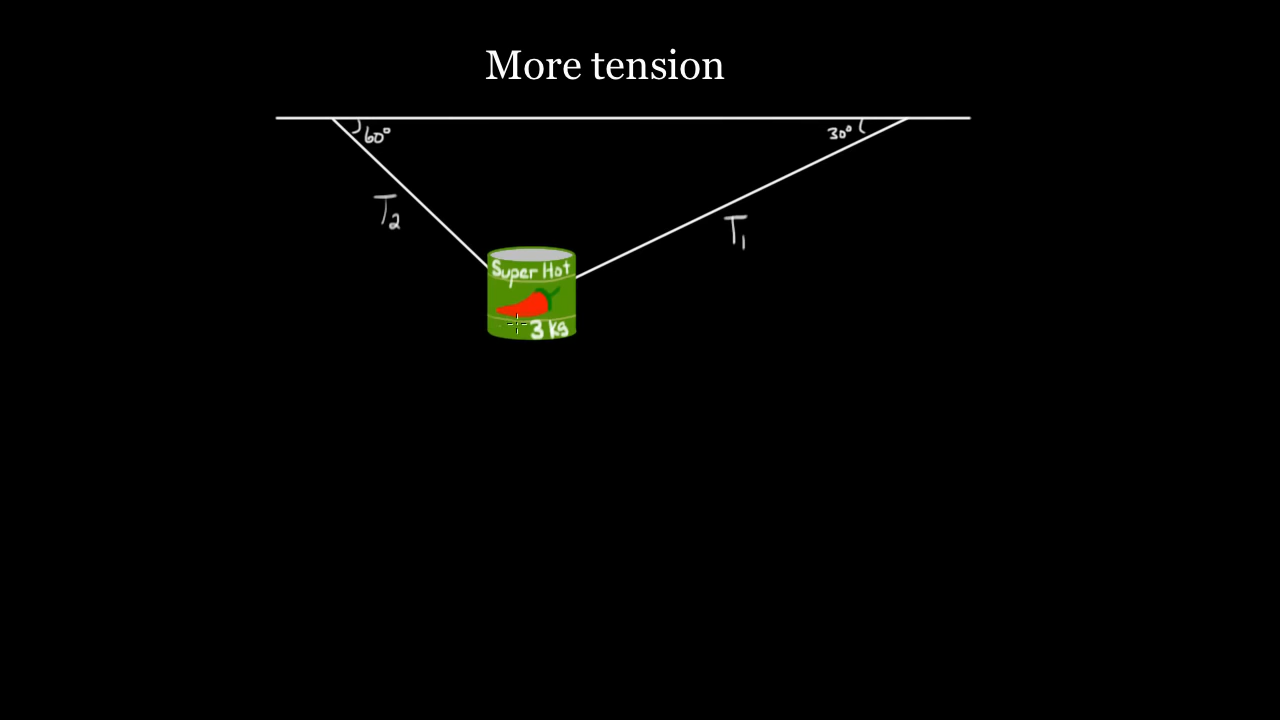 More tension
60° 30°
T₂
T₁
Super Hot
3 kg